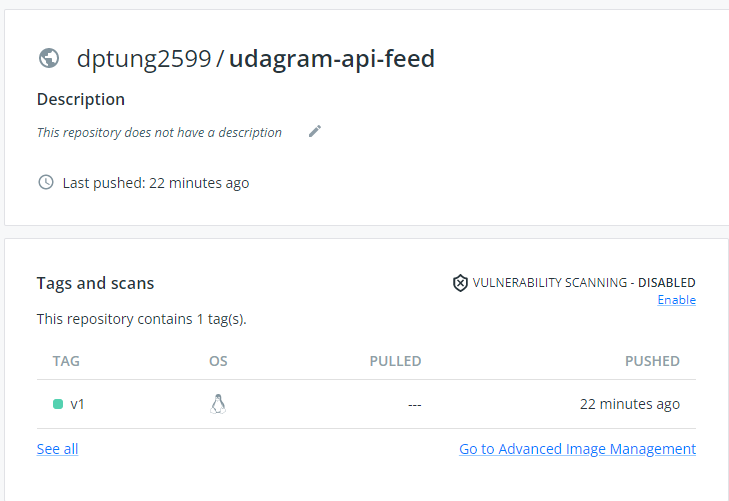 dptung2599 / udagram-api-feed
Description
This repository does not have a description
Last pushed: 22 minutes ago
Tags and scans
VULNERABILITY SCANNING - DISABLED
Enable
This repository contains 1 tag(s).
TAG OS PULLED PUSHED
v1 --- 22 minutes ago
See all Go to Advanced Image Management